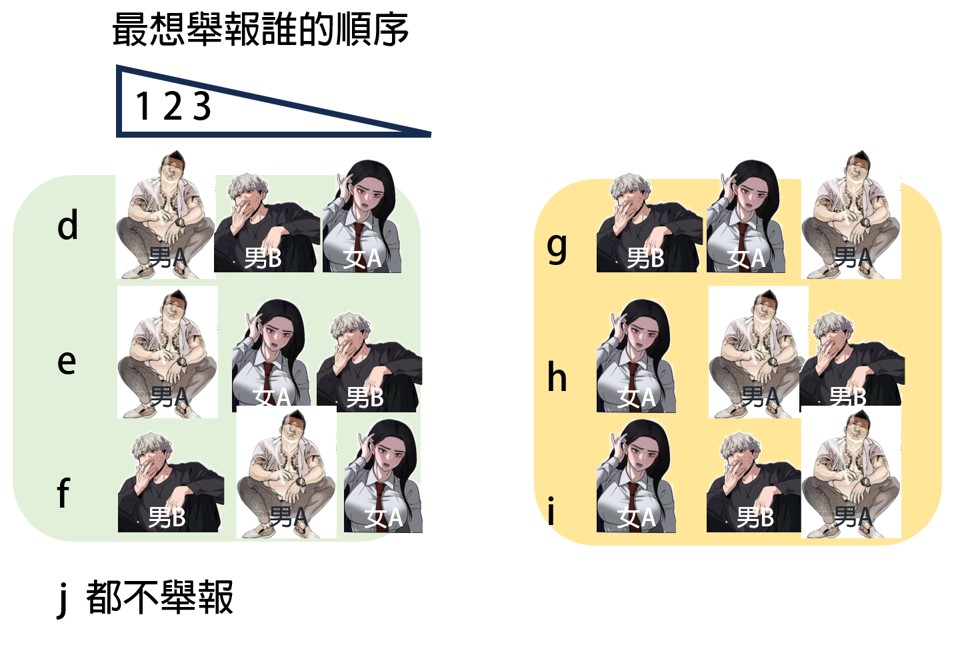 最想舉報誰的順序
1 2 3
d 男A 男B 女A
e 男A 女A 男B
f 男B 男A 女A
g 男B 女A 男A
h 女A 男A 男B
i 女A 男B 男A
j 都不舉報